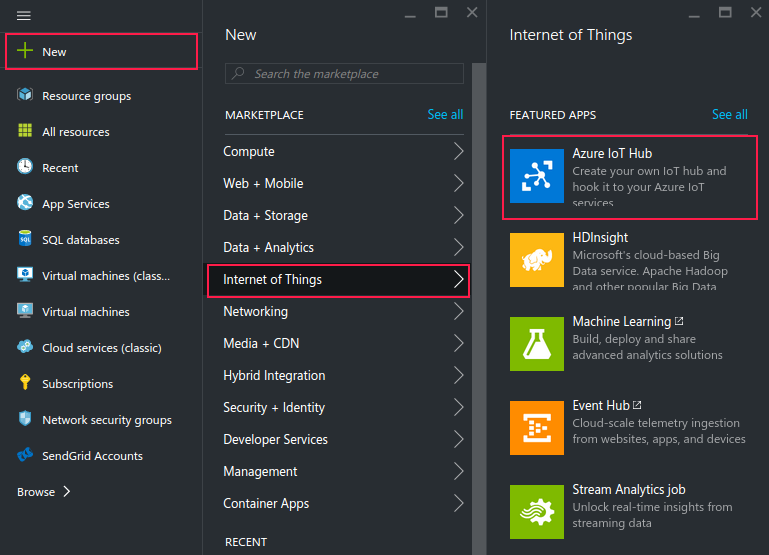 New
Resource groups
All resources
Recent
App Services
SQL databases
Virtual machines (class...
Virtual machines
Cloud services (classic)
Subscriptions
Network security groups
SendGrid Accounts
Browse
New
Search the marketplace
MARKETPLACE See all
Compute
Web + Mobile
Data + Storage
Data + Analytics
Internet of Things
Networking
Media + CDN
Hybrid Integration
Security + Identity
Developer Services
Management
Container Apps
RECENT
Internet of Things
FEATURED APPS See all
Azure IoT Hub
Create your own IoT hub and
hook it to your Azure IoT
services
HDInsight
Microsoft's cloud-based Big
Data service. Apache Hadoop
and other popular Big Data
Machine Learning
Build, deploy and share
advanced analytics solutions
Event Hub
Cloud-scale telemetry ingestion
from websites, apps, and devices
Stream Analytics job
Unlock real-time insights from
streaming data